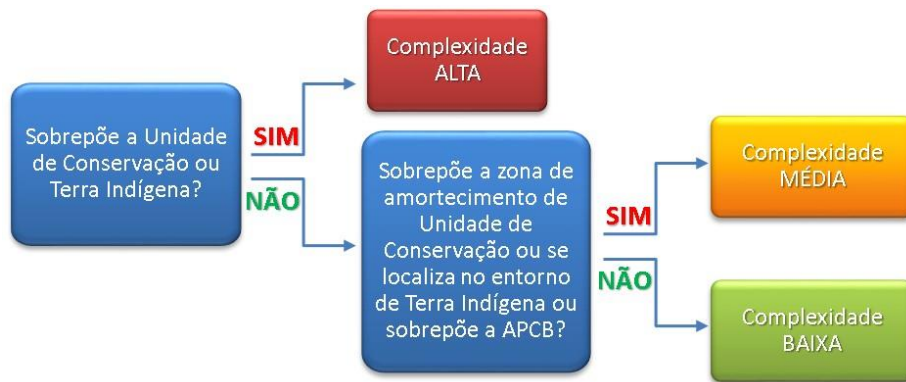 Sobrepõe a Unidade
de Conservação ou
Terra Indígena?
SIM
NÃO
Complexidade
ALTA
Sobrepõe a zona de
amortecimento de
Unidade de
Conservação ou se
localiza no entorno
de Terra Indígena ou
sobrepõe a APCB?
SIM
NÃO
Complexidade
MÉDIA
Complexidade
BAIXA